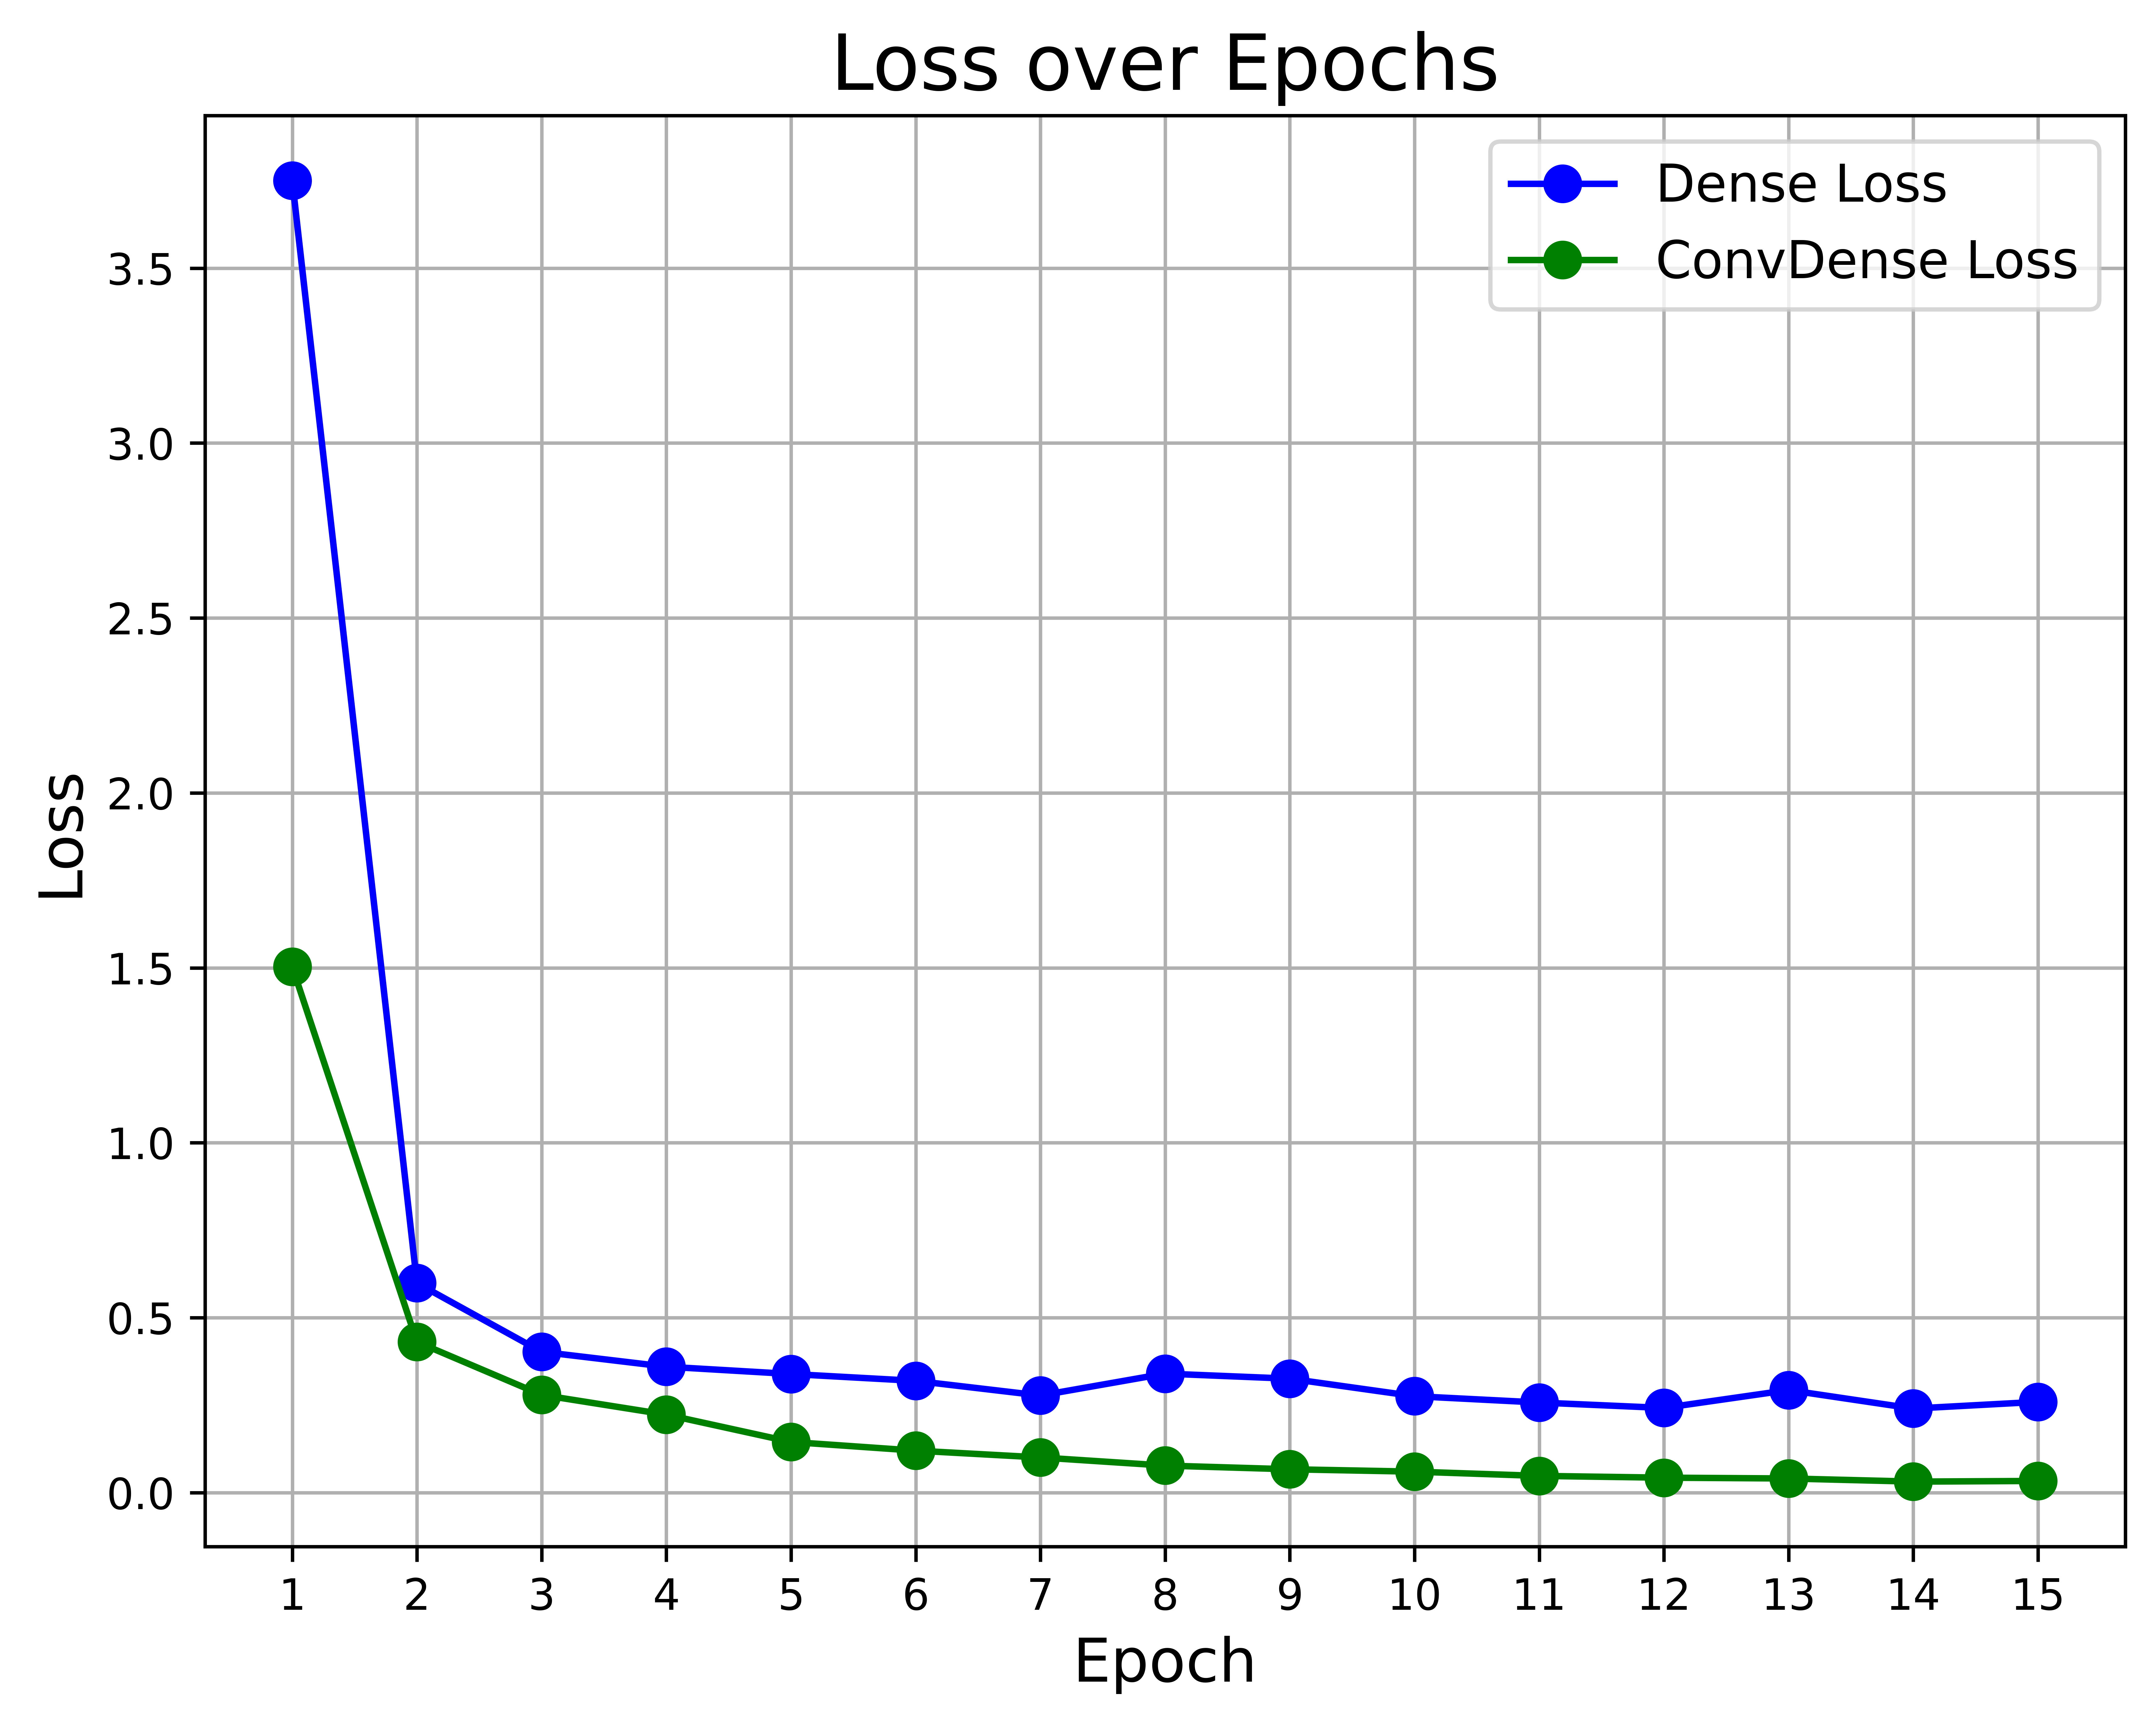 Loss over Epochs
Dense Loss
ConvDense Loss
Loss
3.5
3.0
2.5
2.0
1.5
1.0
0.5
0.0
1 2 3 4 5 6 7 8 9 10 11 12 13 14 15
Epoch